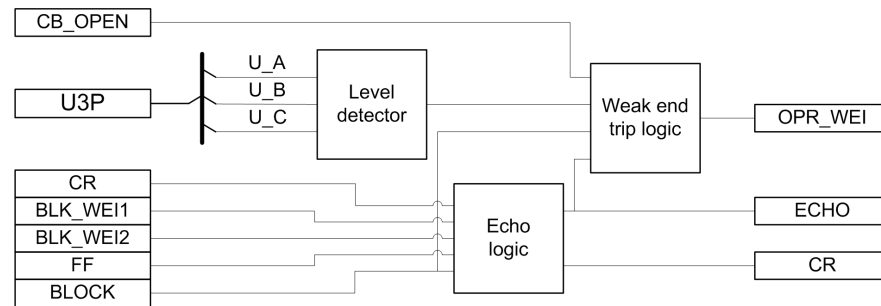 CB_OPEN
U3P
U_A
U_B
U_C
Level
detector
Weak end
trip logic
OPR_WEI
CR
BLK_WEI1
BLK_WEI2
FF
BLOCK
Echo
logic
ECHO
CR